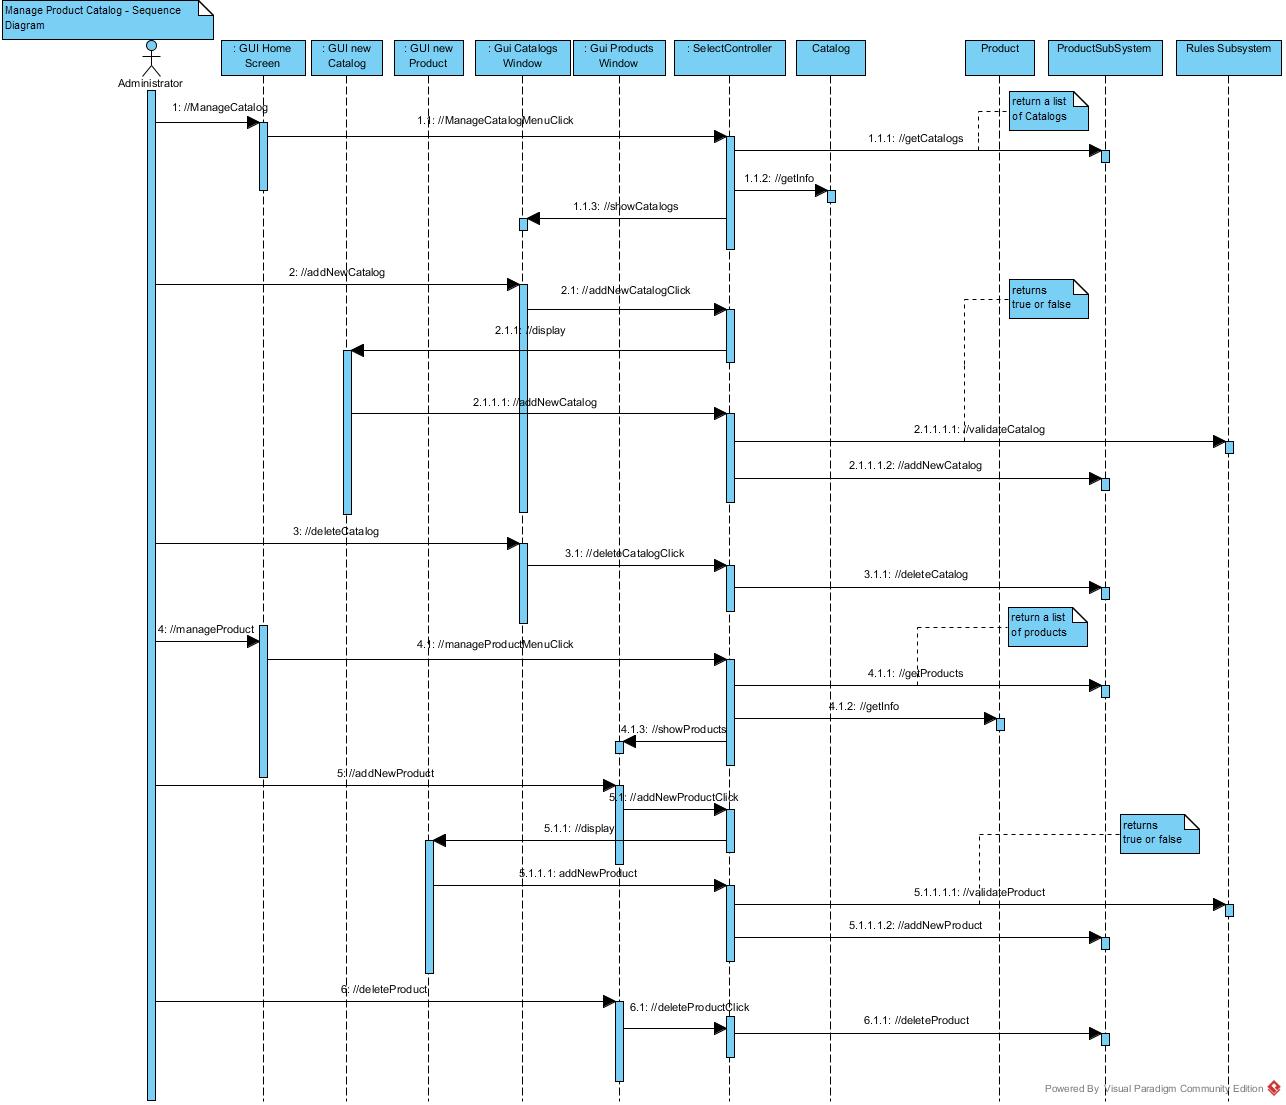 Manage Product Catalog - Sequence
Diagram
Administrator
: GUI Home
Screen
: GUI new
Catalog
: GUI new
Product
: Gui Catalogs
Window
: Gui Products
Window
: SelectController
Catalog
Product
ProductSubSystem
Rules Subsystem
return a list
of Catalogs
1: //ManageCatalog
1.1: //ManageCatalogMenuClick
1.1.1: //getCatalogs
1.1.2: //getInfo
1.1.3: //showCatalogs
2: //addNewCatalog
2.1: //addNewCatalogClick
returns
true or false
2.1.1: //display
2.1.1.1: //addNewCatalog
2.1.1.1.1: //validateCatalog
2.1.1.1.2: //addNewCatalog
3: //deleteCatalog
3.1: //deleteCatalogClick
3.1.1: //deleteCatalog
return a list
of products
4: //manageProduct
4.1: //manageProductMenuClick
4.1.1: //getProducts
4.1.2: //getInfo
4.1.3: //showProducts
5: //addNewProduct
5.1: //addNewProductClick
returns
true or false
5.1.1: //display
5.1.1.1: addNewProduct
5.1.1.1.1: //validateProduct
5.1.1.1.2: //addNewProduct
6: //deleteProduct
6.1: //deleteProductClick
6.1.1: //deleteProduct
Powered By Visual Paradigm Community Edition